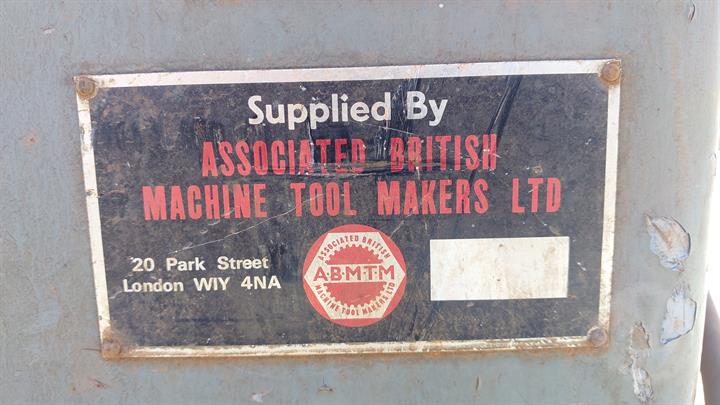 Supplied By
ASSOCIATED BRITISH
MACHINE TOOL MAKERS LTD
20 Park Street
London WIY 4NA
ASSOCIATED BRITISH
A·B·M·T·M
MACHINE TOOL MAKERS LTD